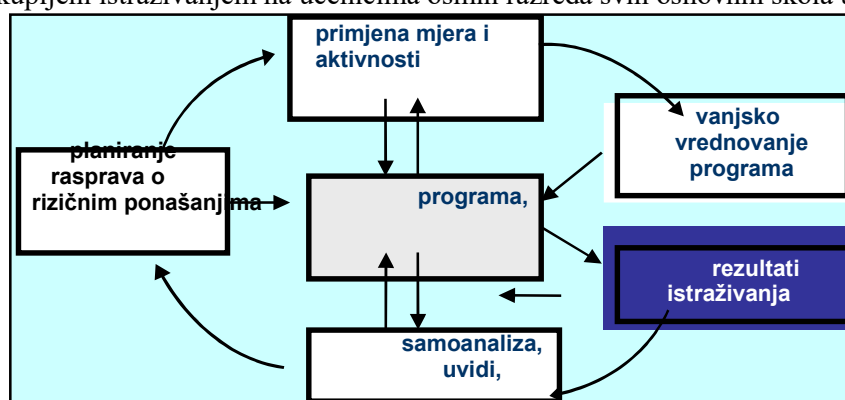 primjena mjera i
aktivnosti
vanjsko
vrednovanje
programa
planiranje
rasprava o
rizičnim ponašanjima
programa,
rezultati
istraživanja
samoanaliza,
uvidi,